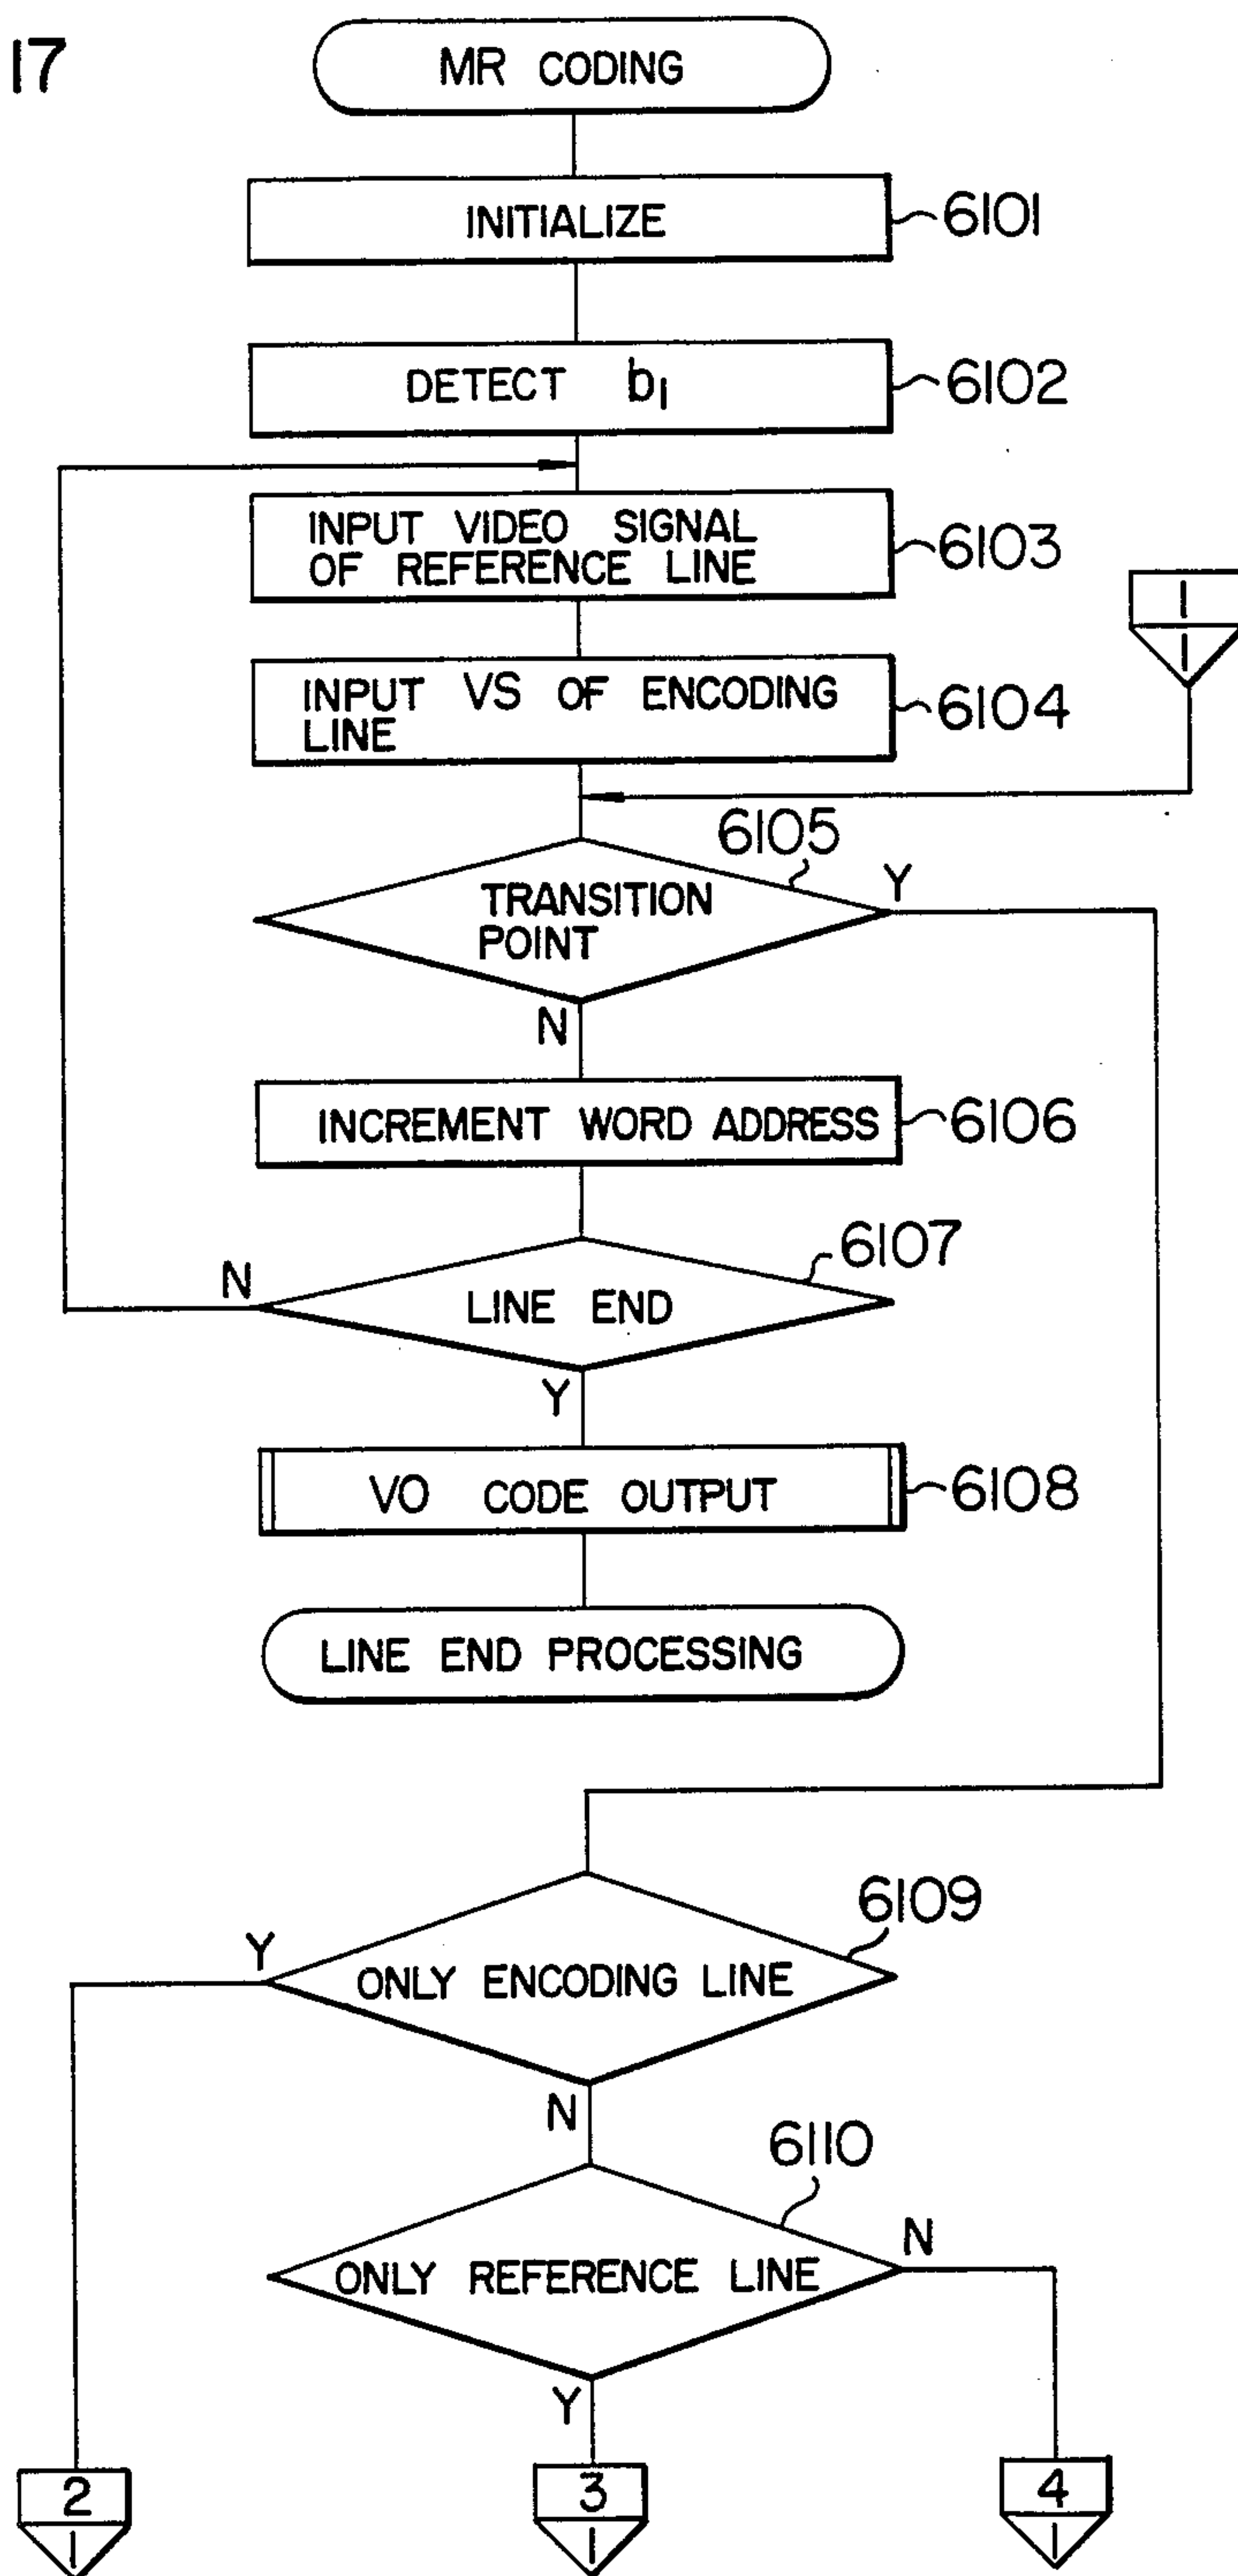 17
MR CODING
INITIALIZE
6101
DETECT b1
6102
INPUT VIDEO SIGNAL
OF REFERENCE LINE
6103
1
1
INPUT VS OF ENCODING
LINE
6104
6105
TRANSITION
POINT
Y
N
INCREMENT WORD ADDRESS
6106
6107
LINE END
N
Y
VO CODE OUTPUT
6108
LINE END PROCESSING
6109
ONLY ENCODING LINE
Y
N
6110
ONLY REFERENCE LINE
N
Y
2
1
3
1
4
1